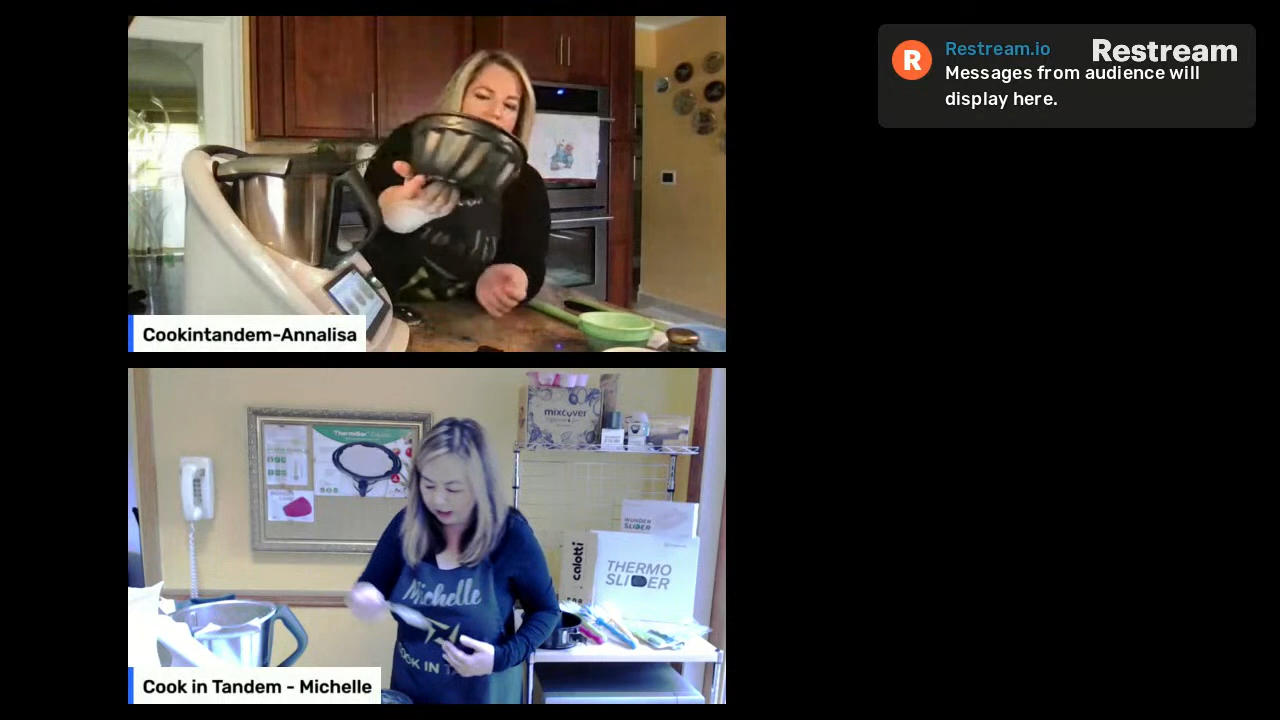 R
Restream.io
Restream
Messages from audience will
display here.
Cookintandem-Annalisa
mixcover
WUNDER
SLIDER
calotti
THERMO
SLIDER
Michelle
COOK IN TA
Cook in Tandem - Michelle